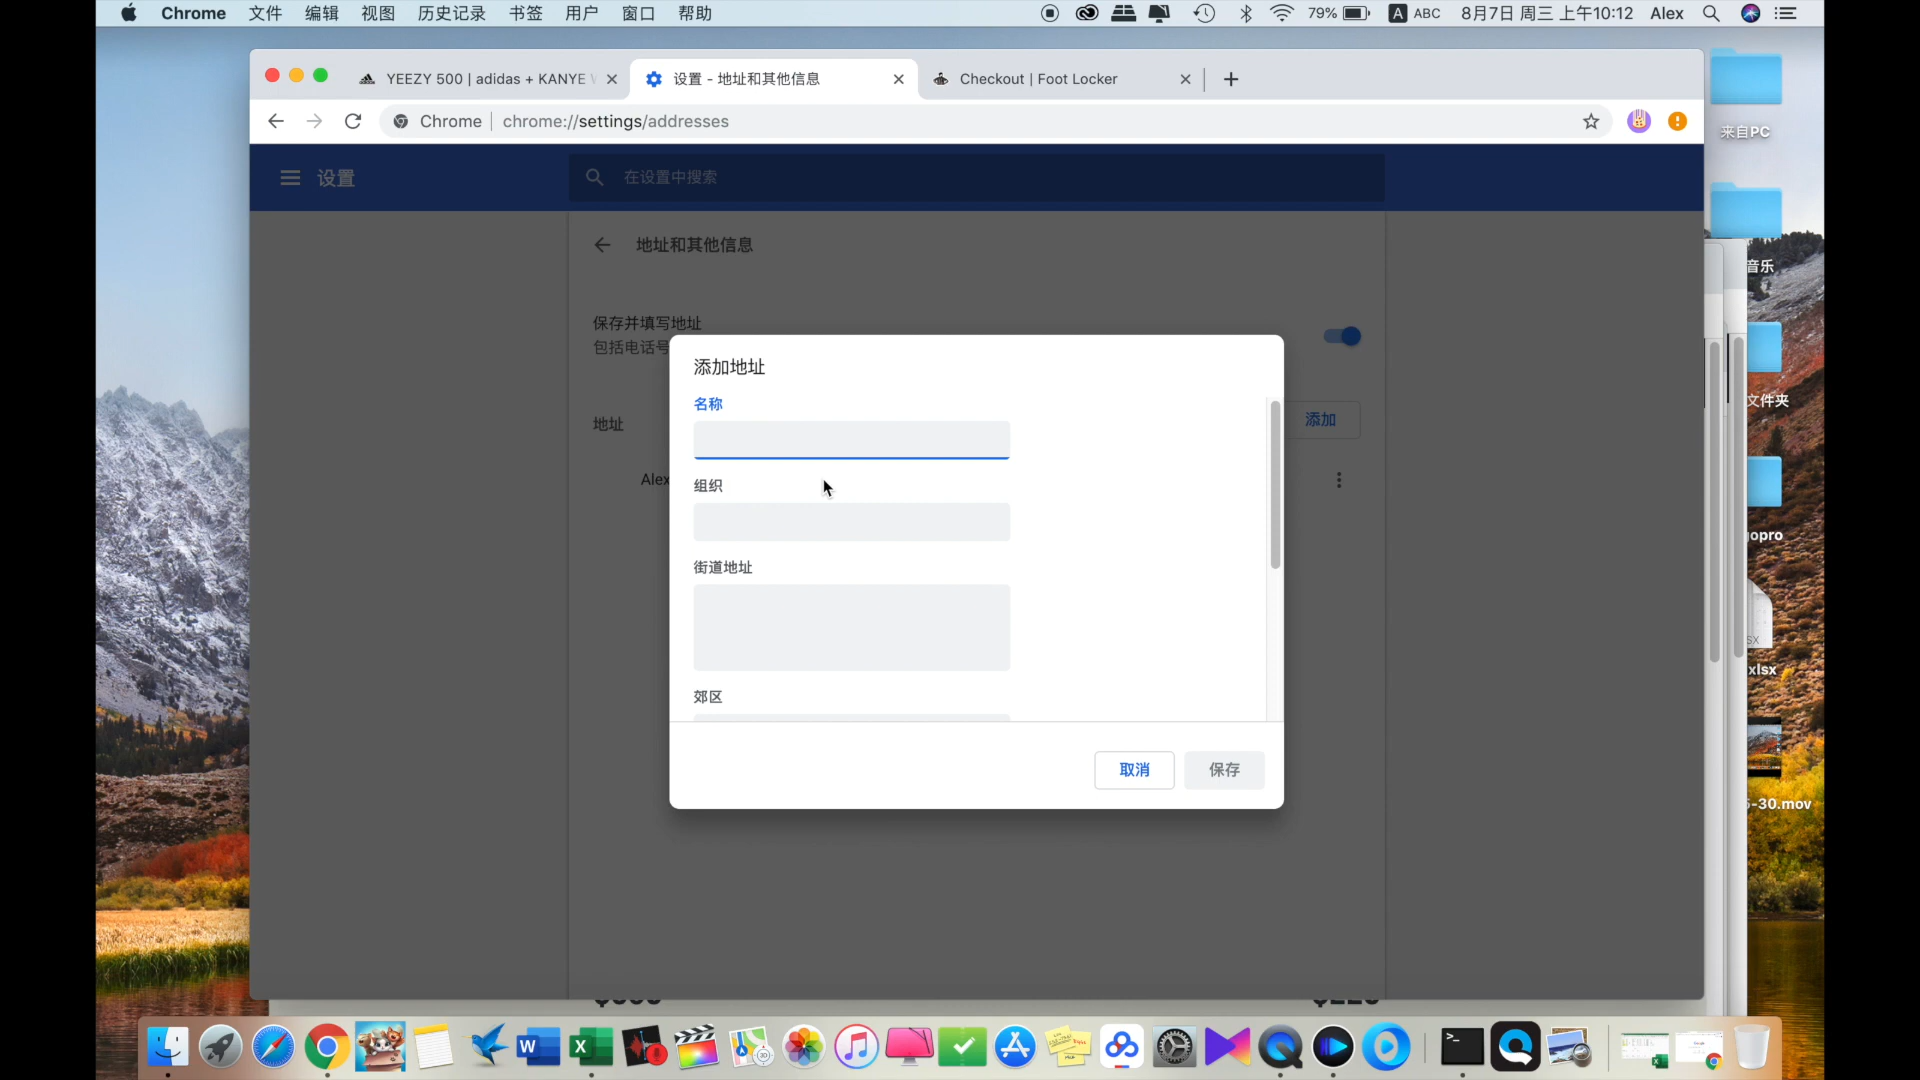 Chrome 文件 编辑 视图 历史记录 书签 用户 窗口 帮助 79% A ABC 8月7日 周三 上午10:12 Alex
YEEZY 500 | adidas + KANYE 设置 - 地址和其他信息 Checkout | Foot Locker
Chrome chrome://settings/addresses
来自PC
设置 在设置中搜索
地址和其他信息
音乐
保存并填写地址
包括电话号
添加地址
名称
文件夹
地址 添加
Alex
组织
opro
街道地址
xlsx
郊区
取消 保存
-30.mov